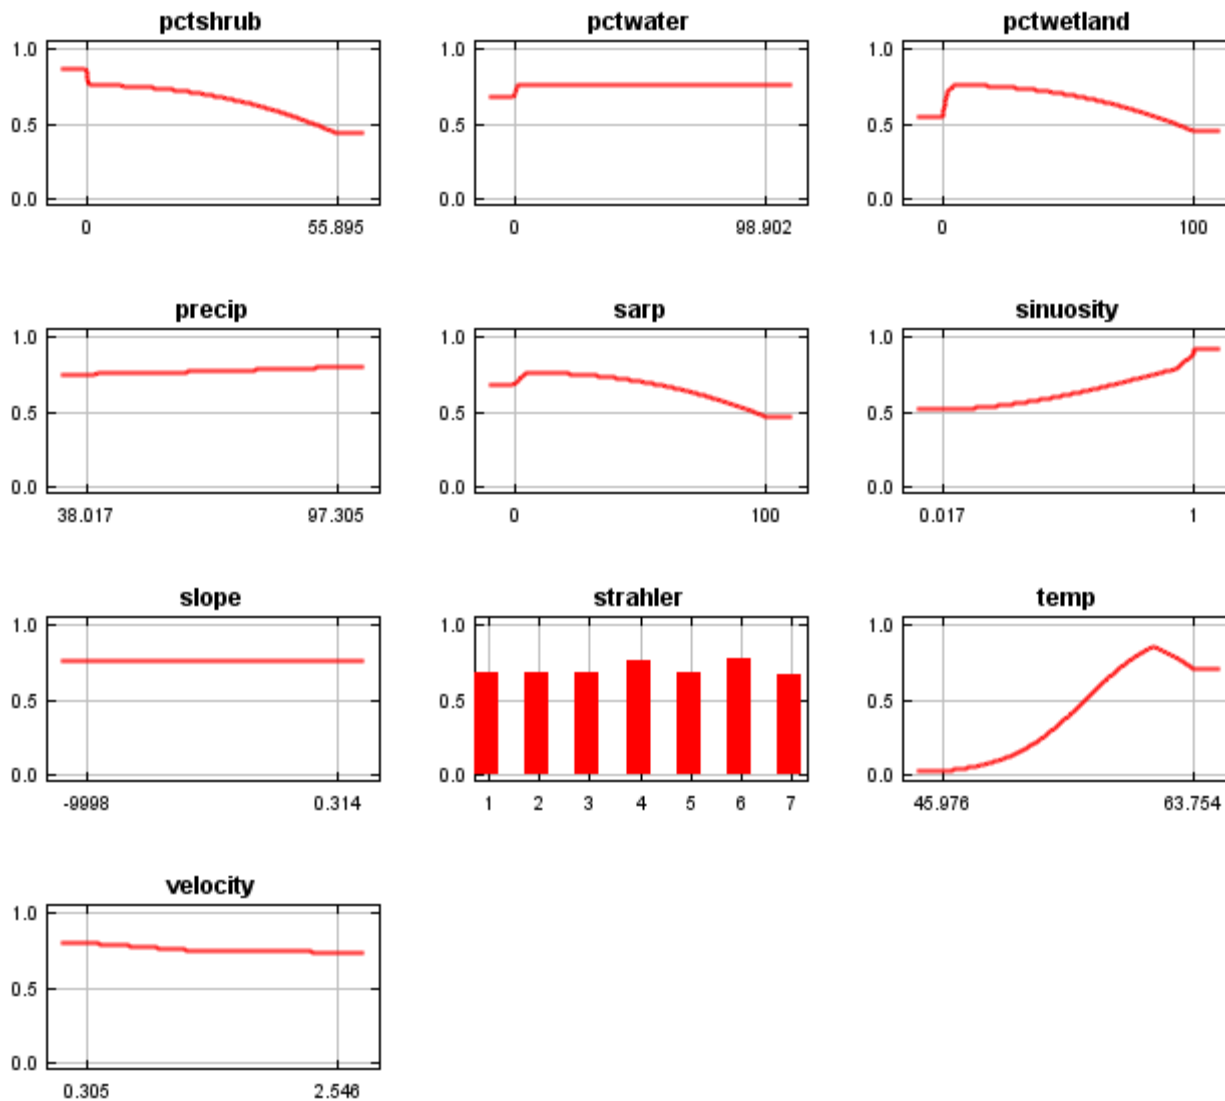 pctshrub pctwater pctwetland
1.0 1.0 1.0
0.5 0.5 0.5
0.0 0.0 0.0
0 55.895 0 98.902 0 100
precip sarp sinuosity
1.0 1.0 1.0
0.5 0.5 0.5
0.0 0.0 0.0
38.017 97.305 0 100 0.017 1
slope strahler temp
1.0 1.0 1.0
0.5 0.5 0.5
0.0 0.0 0.0
-9998 0.314 1 2 3 4 5 6 7 45.976 63.754
velocity
1.0
0.5
0.0
0.305 2.546